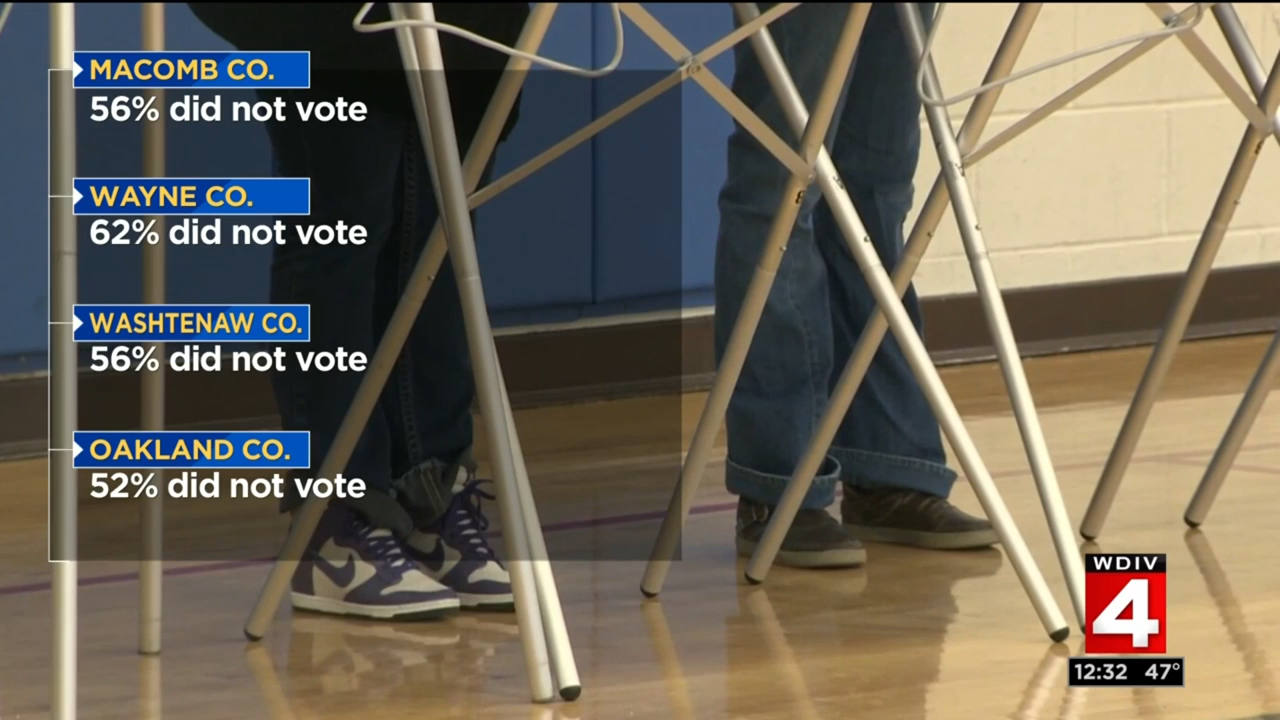 MACOMB CO.
56% did not vote
WAYNE CO.
62% did not vote
WASHTENAW CO.
56% did not vote
OAKLAND CO.
52% did not vote
WDIV
4
12:32 47°